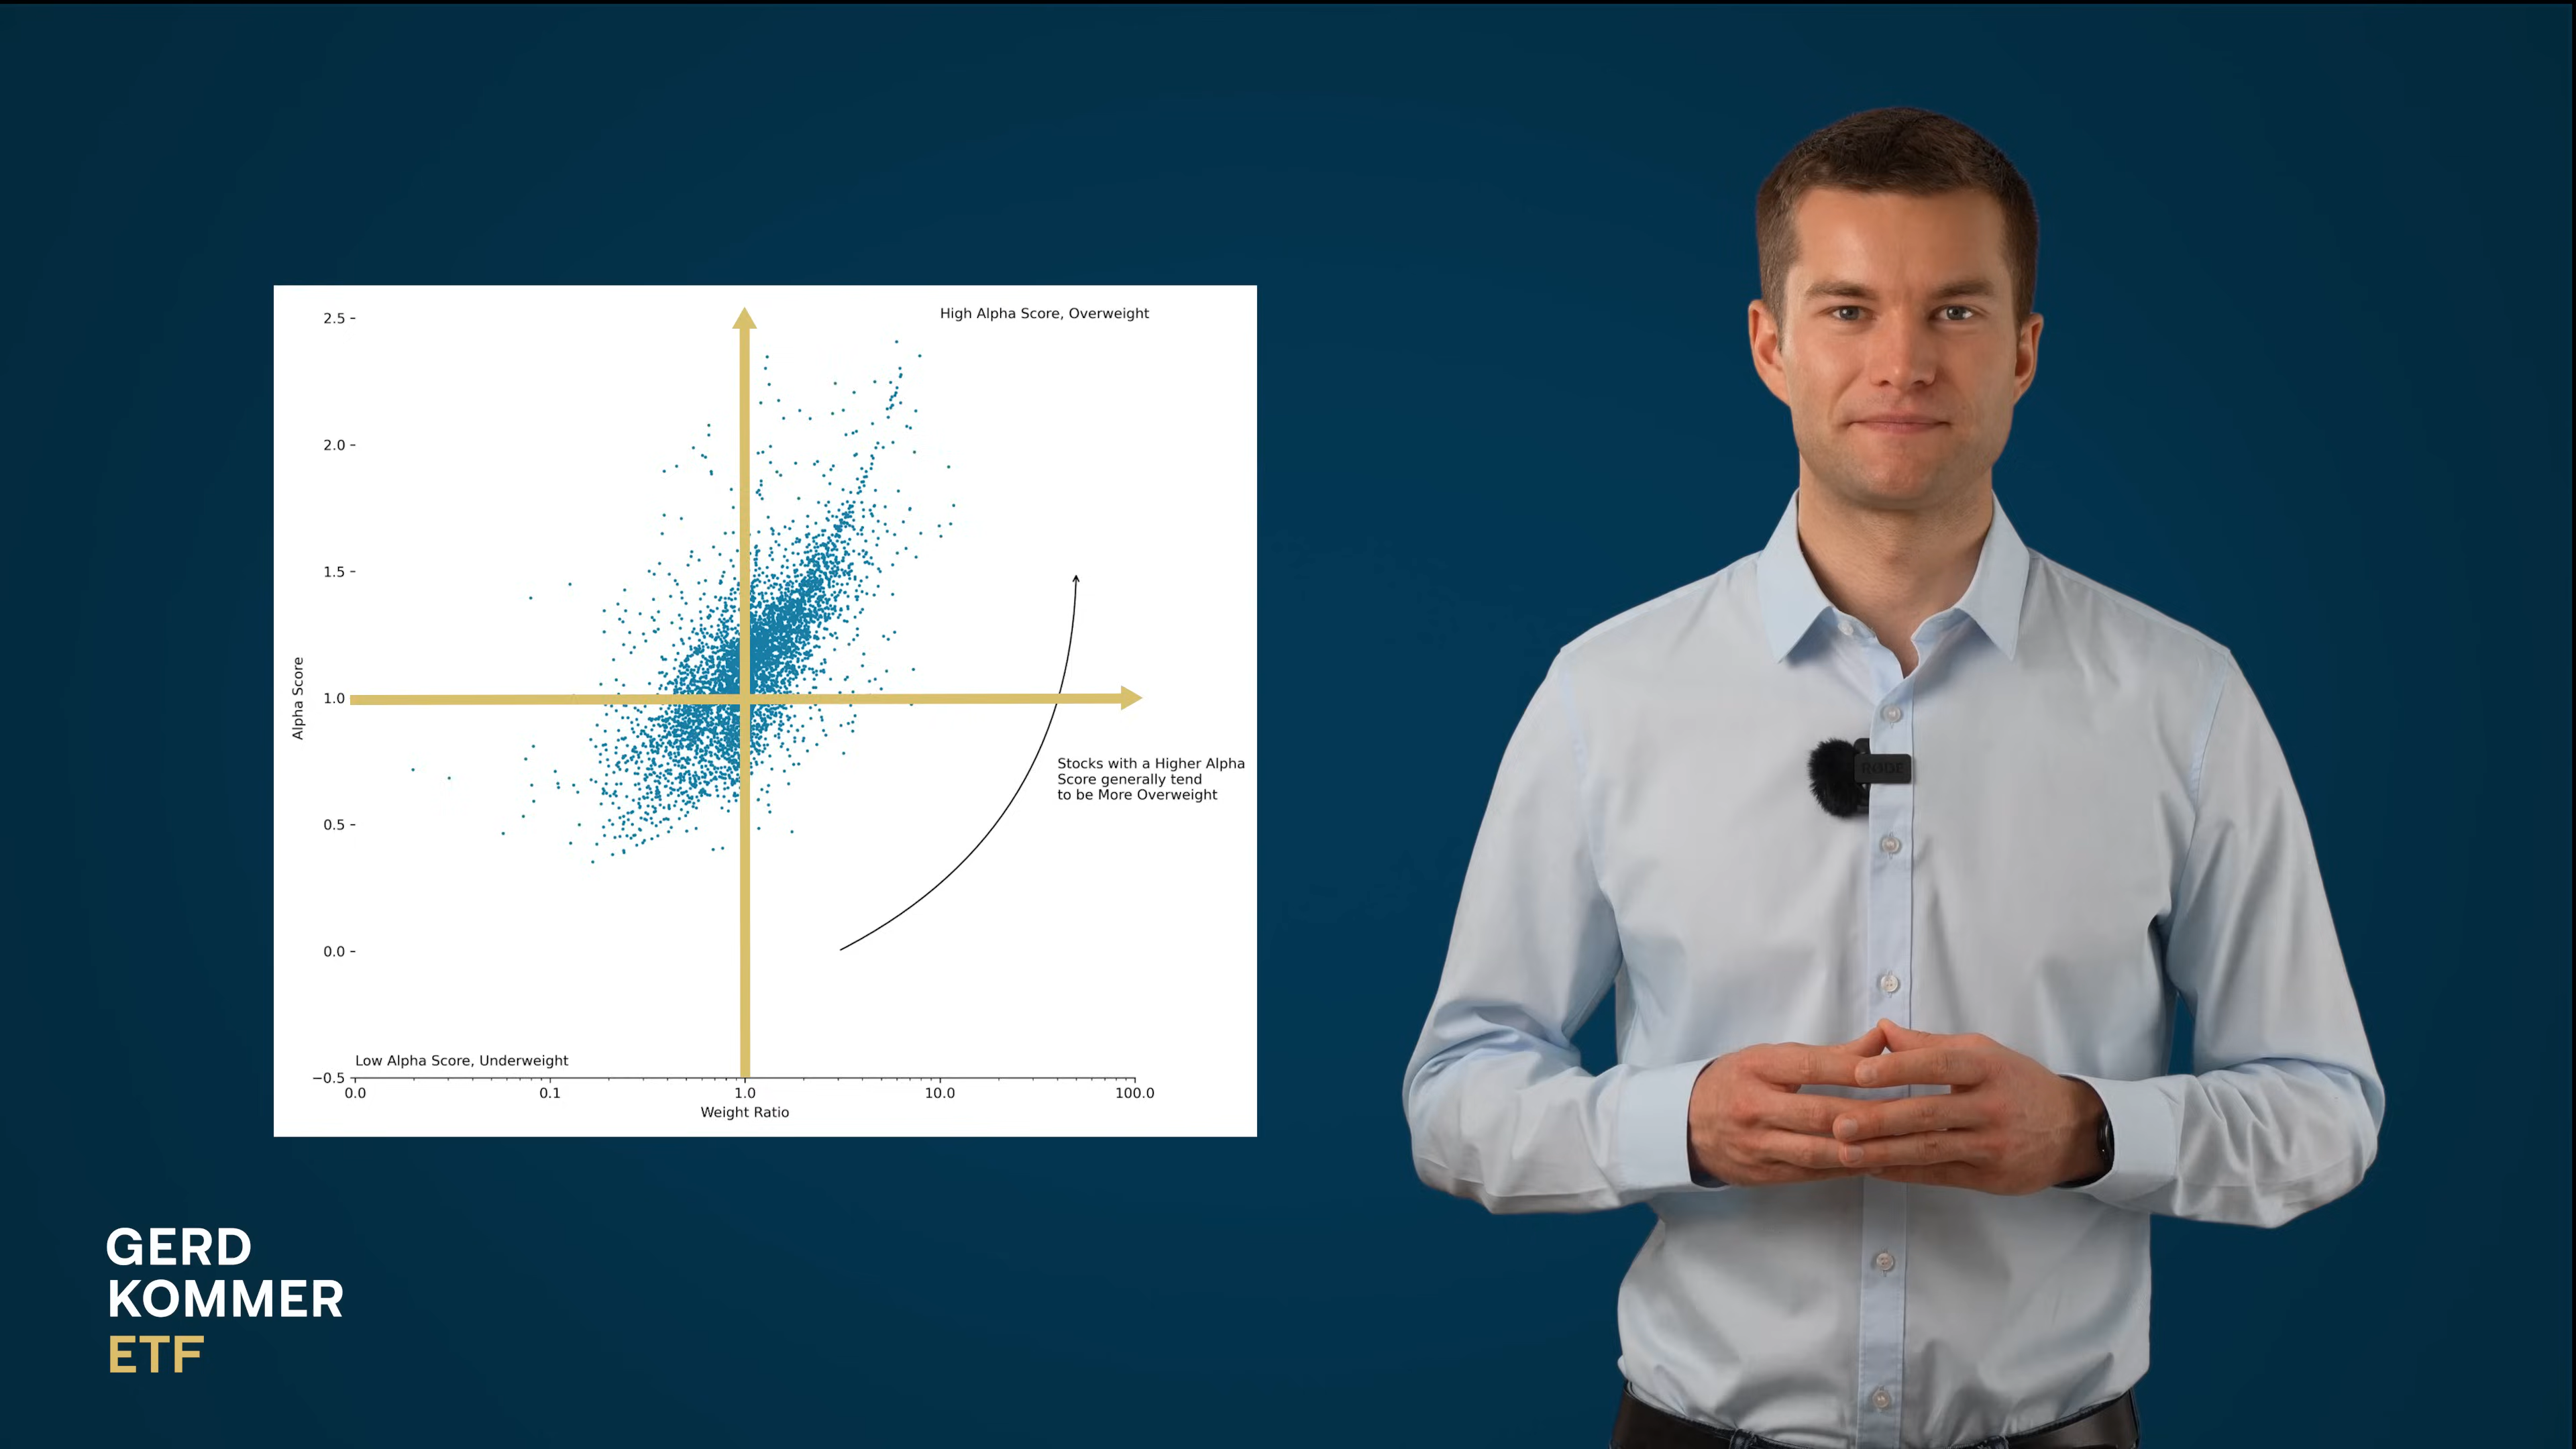 High Alpha Score, Overweight
2.5
2.0
1.5
1.0
0.5
0.0
−0.5
Alpha Score
Stocks with a Higher Alpha
Score generally tend
to be More Overweight
Low Alpha Score, Underweight
0.0 0.1 1.0 10.0 100.0
Weight Ratio
RØDE
GERD
KOMMER
ETF